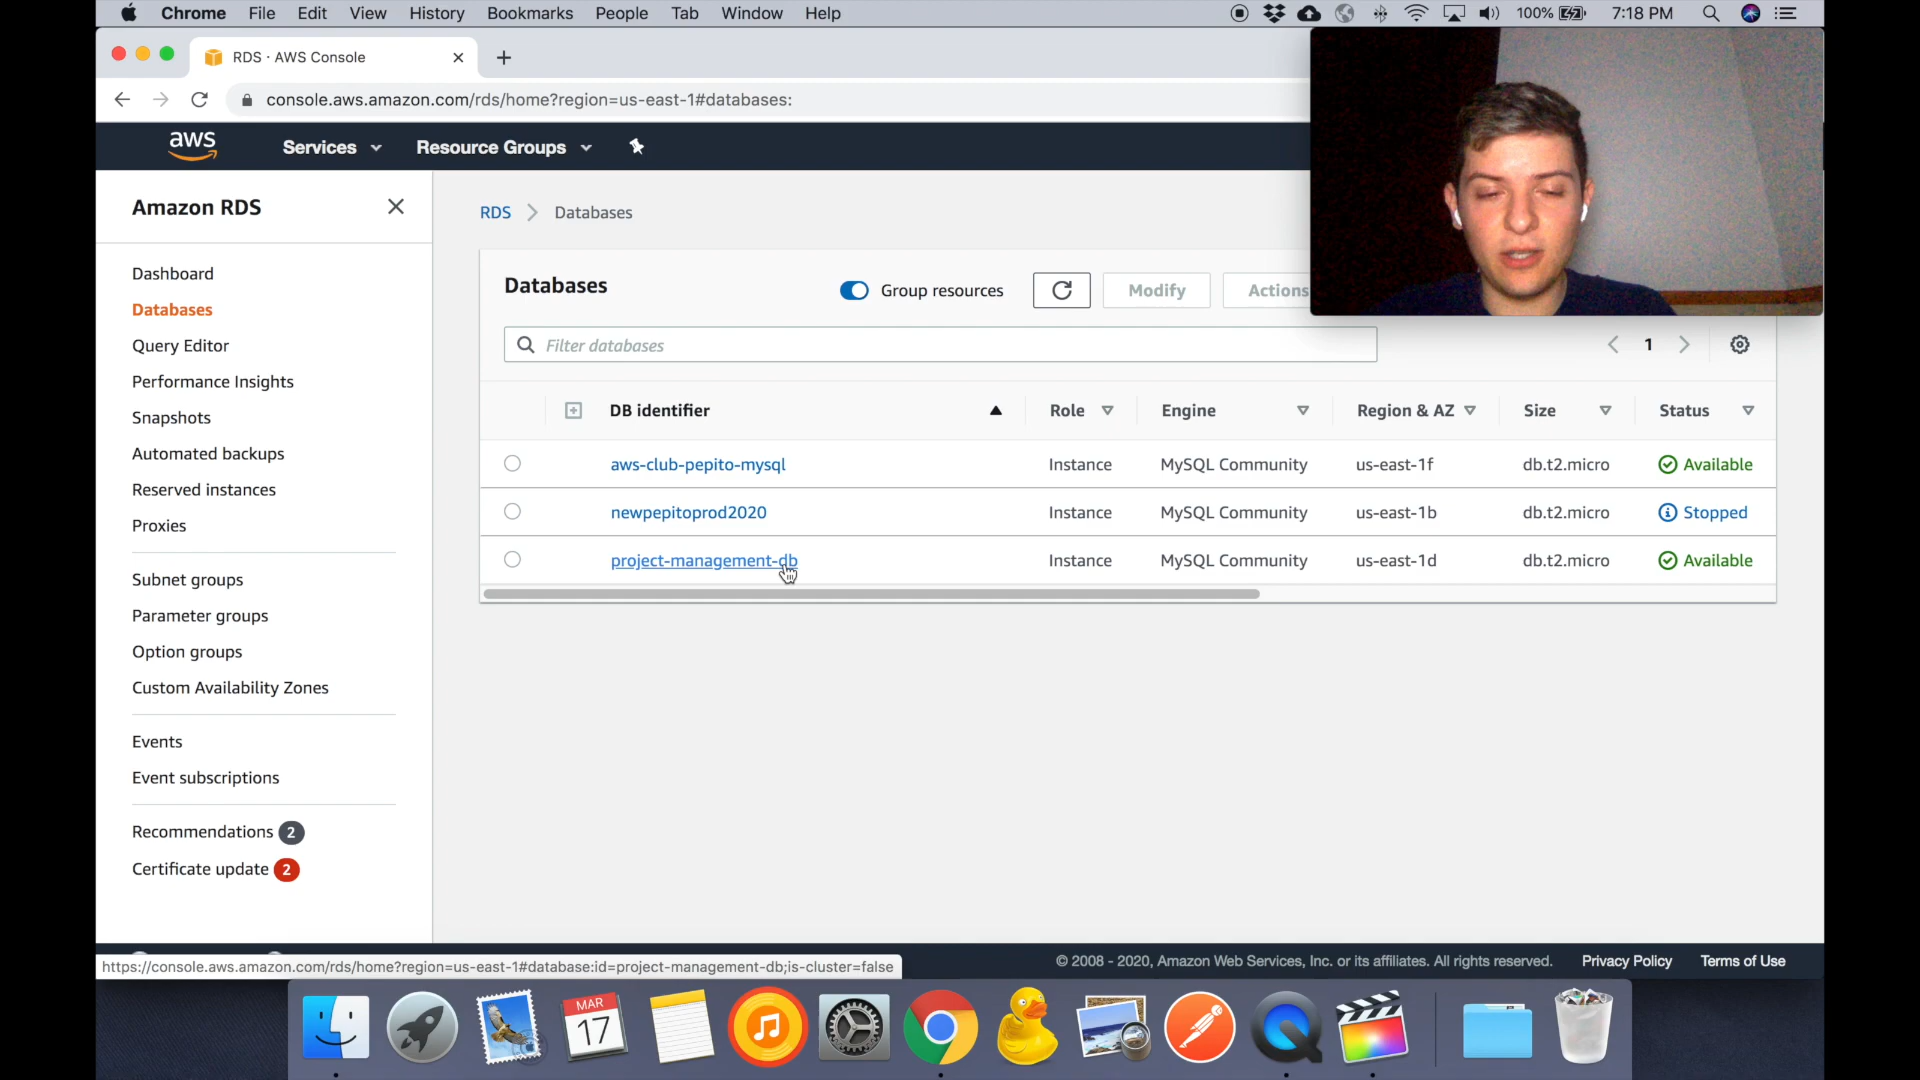 Chrome File Edit View History Bookmarks People Tab Window Help 100% 7:18 PM
RDS · AWS Console
console.aws.amazon.com/rds/home?region=us-east-1#databases:
aws Services Resource Groups
Amazon RDS
Dashboard
Databases
Query Editor
Performance Insights
Snapshots
Automated backups
Reserved instances
Proxies
Subnet groups
Parameter groups
Option groups
Custom Availability Zones
Events
Event subscriptions
Recommendations 2
Certificate update 2
RDS > Databases
Databases Group resources Modify Actions
Filter databases 1
DB identifier Role Engine Region & AZ Size Status
aws-club-pepito-mysql Instance MySQL Community us-east-1f db.t2.micro Available
newpepitoprod2020 Instance MySQL Community us-east-1b db.t2.micro Stopped
project-management-db Instance MySQL Community us-east-1d db.t2.micro Available
https://console.aws.amazon.com/rds/home?region=us-east-1#database:id=project-management-db;is-cluster=false
© 2008 - 2020, Amazon Web Services, Inc. or its affiliates. All rights reserved. Privacy Policy Terms of Use
MAR
17